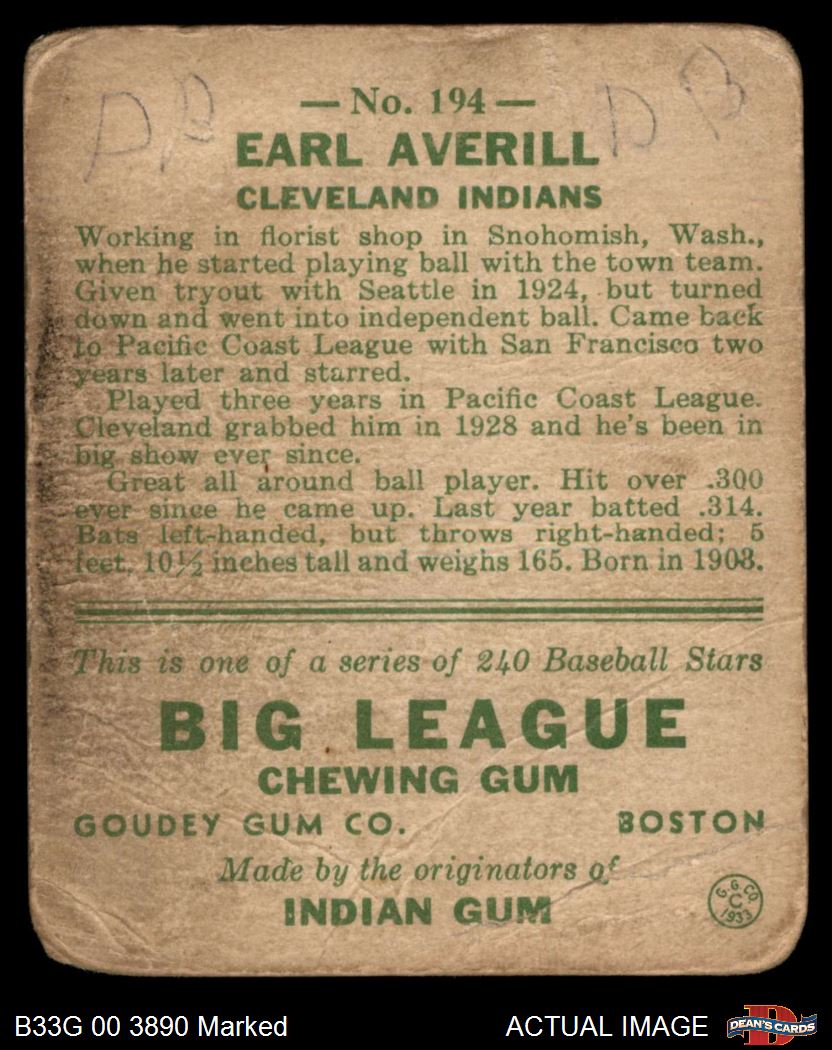 D B D B
— No. 194 —
EARL AVERILL
CLEVELAND INDIANS
Working in florist shop in Snohomish, Wash.,
when he started playing ball with the town team.
Given tryout with Seattle in 1924, but turned
down and went into independent ball. Came back
to Pacific Coast League with San Francisco two
years later and starred.
Played three years in Pacific Coast League.
Cleveland grabbed him in 1928 and he's been in
big show ever since.
Great all around ball player. Hit over .300
ever since he came up. Last year batted .314.
Bats left-handed, but throws right-handed; 5
feet, 10½ inches tall and weighs 165. Born in 1903.
This is one of a series of 240 Baseball Stars
BIG LEAGUE
CHEWING GUM
GOUDEY GUM CO. BOSTON
Made by the originators of
INDIAN GUM
G.G.CO.
C
1933
B33G 00 3890 Marked ACTUAL IMAGE
D
DEAN'S CARDS